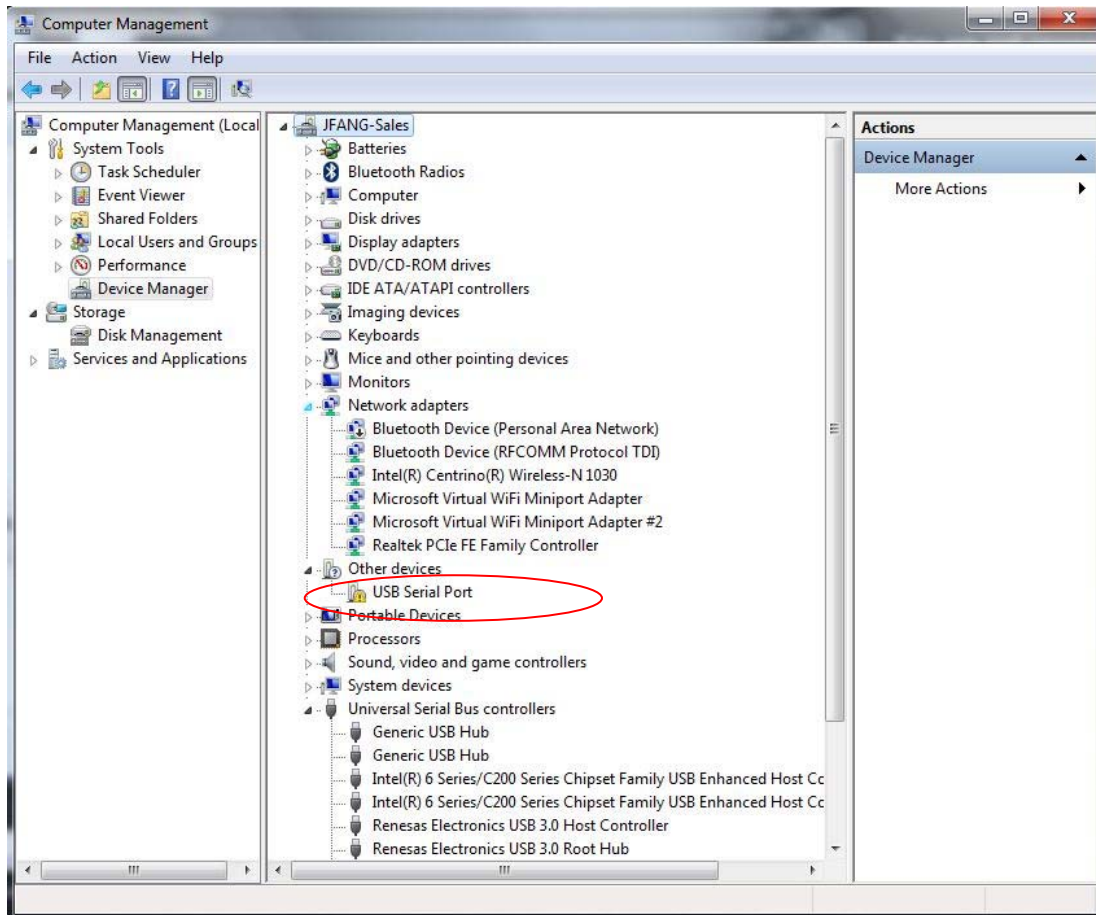 Computer Management
File Action View Help
Computer Management (Local
System Tools
Task Scheduler
Event Viewer
Shared Folders
Local Users and Groups
Performance
Device Manager
Storage
Disk Management
Services and Applications
JFANG-Sales
Batteries
Bluetooth Radios
Computer
Disk drives
Display adapters
DVD/CD-ROM drives
IDE ATA/ATAPI controllers
Imaging devices
Keyboards
Mice and other pointing devices
Monitors
Network adapters
Bluetooth Device (Personal Area Network)
Bluetooth Device (RFCOMM Protocol TDI)
Intel(R) Centrino(R) Wireless-N 1030
Microsoft Virtual WiFi Miniport Adapter
Microsoft Virtual WiFi Miniport Adapter #2
Realtek PCIe FE Family Controller
Other devices
USB Serial Port
Portable Devices
Processors
Sound, video and game controllers
System devices
Universal Serial Bus controllers
Generic USB Hub
Generic USB Hub
Intel(R) 6 Series/C200 Series Chipset Family USB Enhanced Host Cc
Intel(R) 6 Series/C200 Series Chipset Family USB Enhanced Host Cc
Renesas Electronics USB 3.0 Host Controller
Renesas Electronics USB 3.0 Root Hub
Actions
Device Manager
More Actions